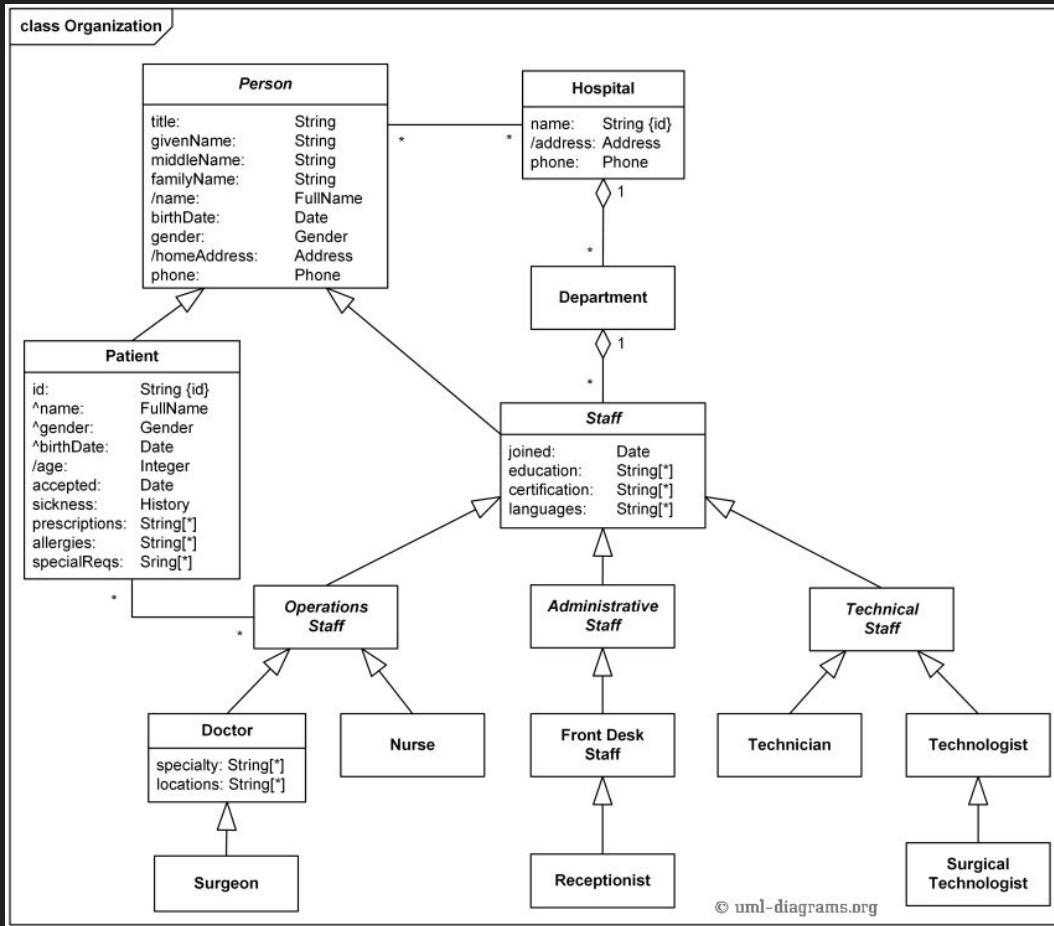 class Organization
Person
title: String
givenName: String
middleName: String
familyName: String
/name: FullName
birthDate: Date
gender: Gender
/homeAddress: Address
phone: Phone
*
*
Hospital
name: String {id}
/address: Address
phone: Phone
1
*
Department
1
*
Patient
id: String {id}
^name: FullName
^gender: Gender
^birthDate: Date
/age: Integer
accepted: Date
sickness: History
prescriptions: String[*]
allergies: String[*]
specialReqs: Sring[*]
*
*
Staff
joined: Date
education: String[*]
certification: String[*]
languages: String[*]
Operations
Staff
Administrative
Staff
Technical
Staff
Doctor
specialty: String[*]
locations: String[*]
Nurse
Front Desk
Staff
Technician
Technologist
Surgeon
Receptionist
Surgical
Technologist
© uml-diagrams.org